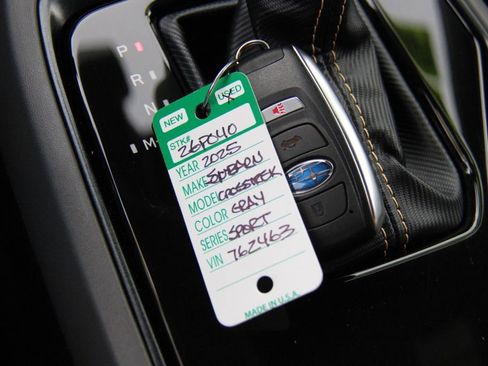 P
R
N
M
NEW USED
STK# 26P040
YEAR 2025
MAKE SUBARU
MODEL CROSSTREK
COLOR GRAY
SERIES SPORT
VIN 762463
MADE IN U.S.A.